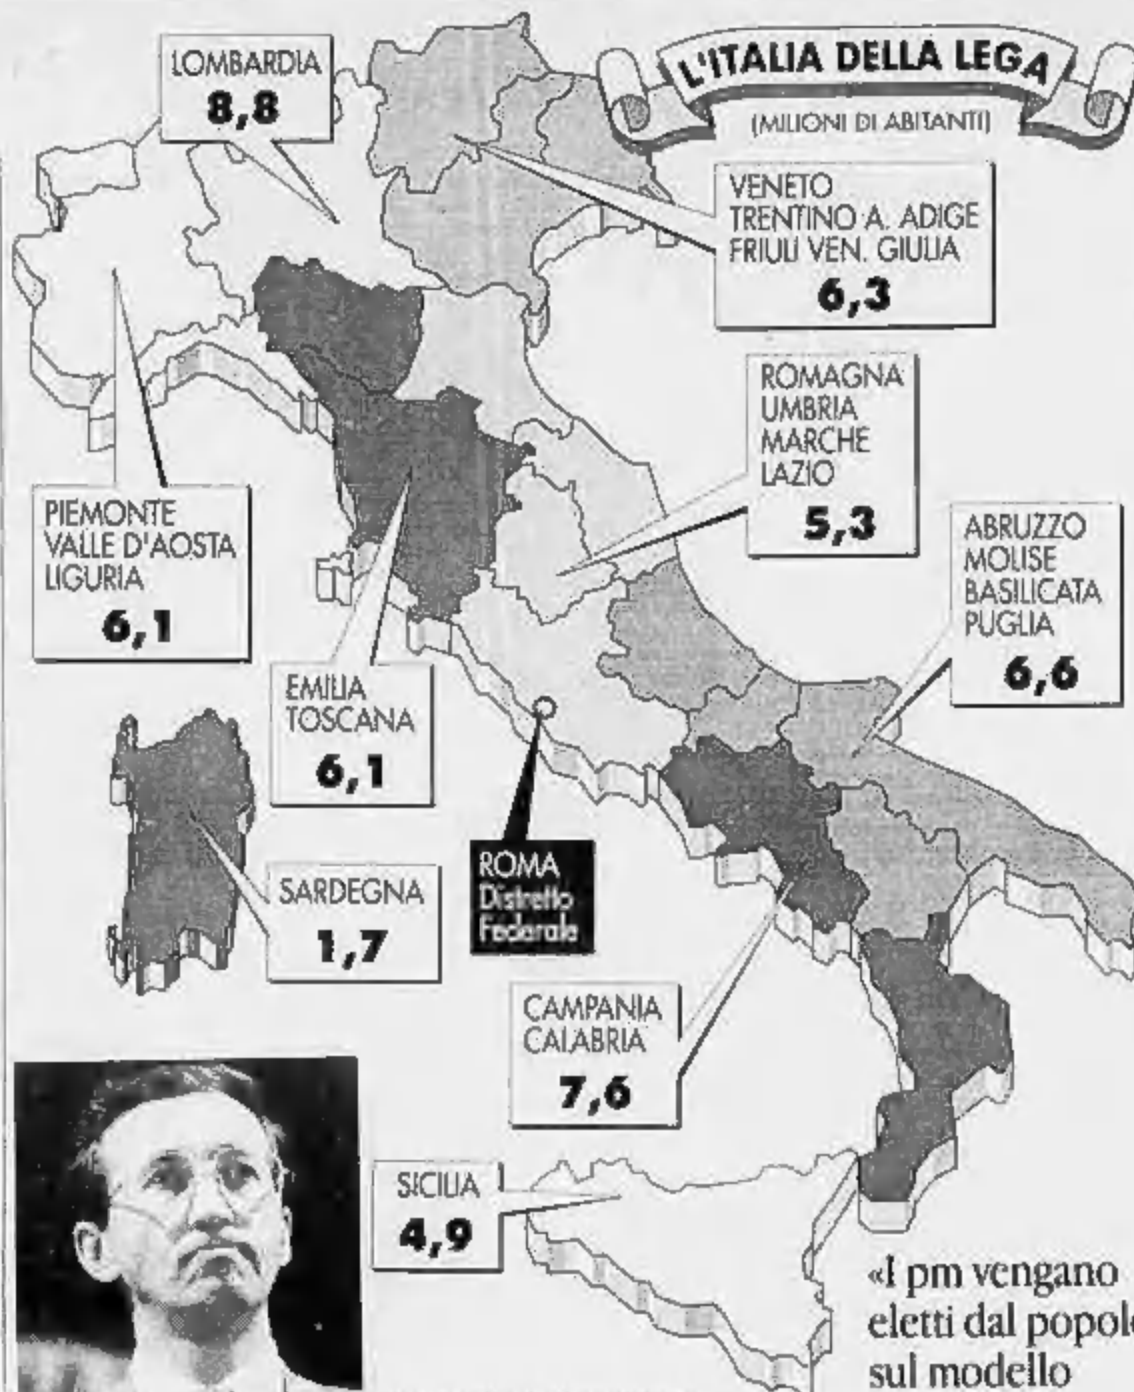 L'ITALIA DELLA LEGA
(MILIONI DI ABITANTI)
LOMBARDIA
8,8
VENETO
TRENTINO A. ADIGE
FRIULI VEN. GIULIA
6,3
ROMAGNA
UMBRIA
MARCHE
LAZIO
5,3
PIEMONTE
VALLE D'AOSTA
LIGURIA
6,1
ABRUZZO
MOLISE
BASILICATA
PUGLIA
6,6
EMILIA
TOSCANA
6,1
ROMA
Distretto
Federale
SARDEGNA
1,7
CAMPANIA
CALABRIA
7,6
SICILIA
4,9
«I pm vengano
eletti dal popolo
sul modello